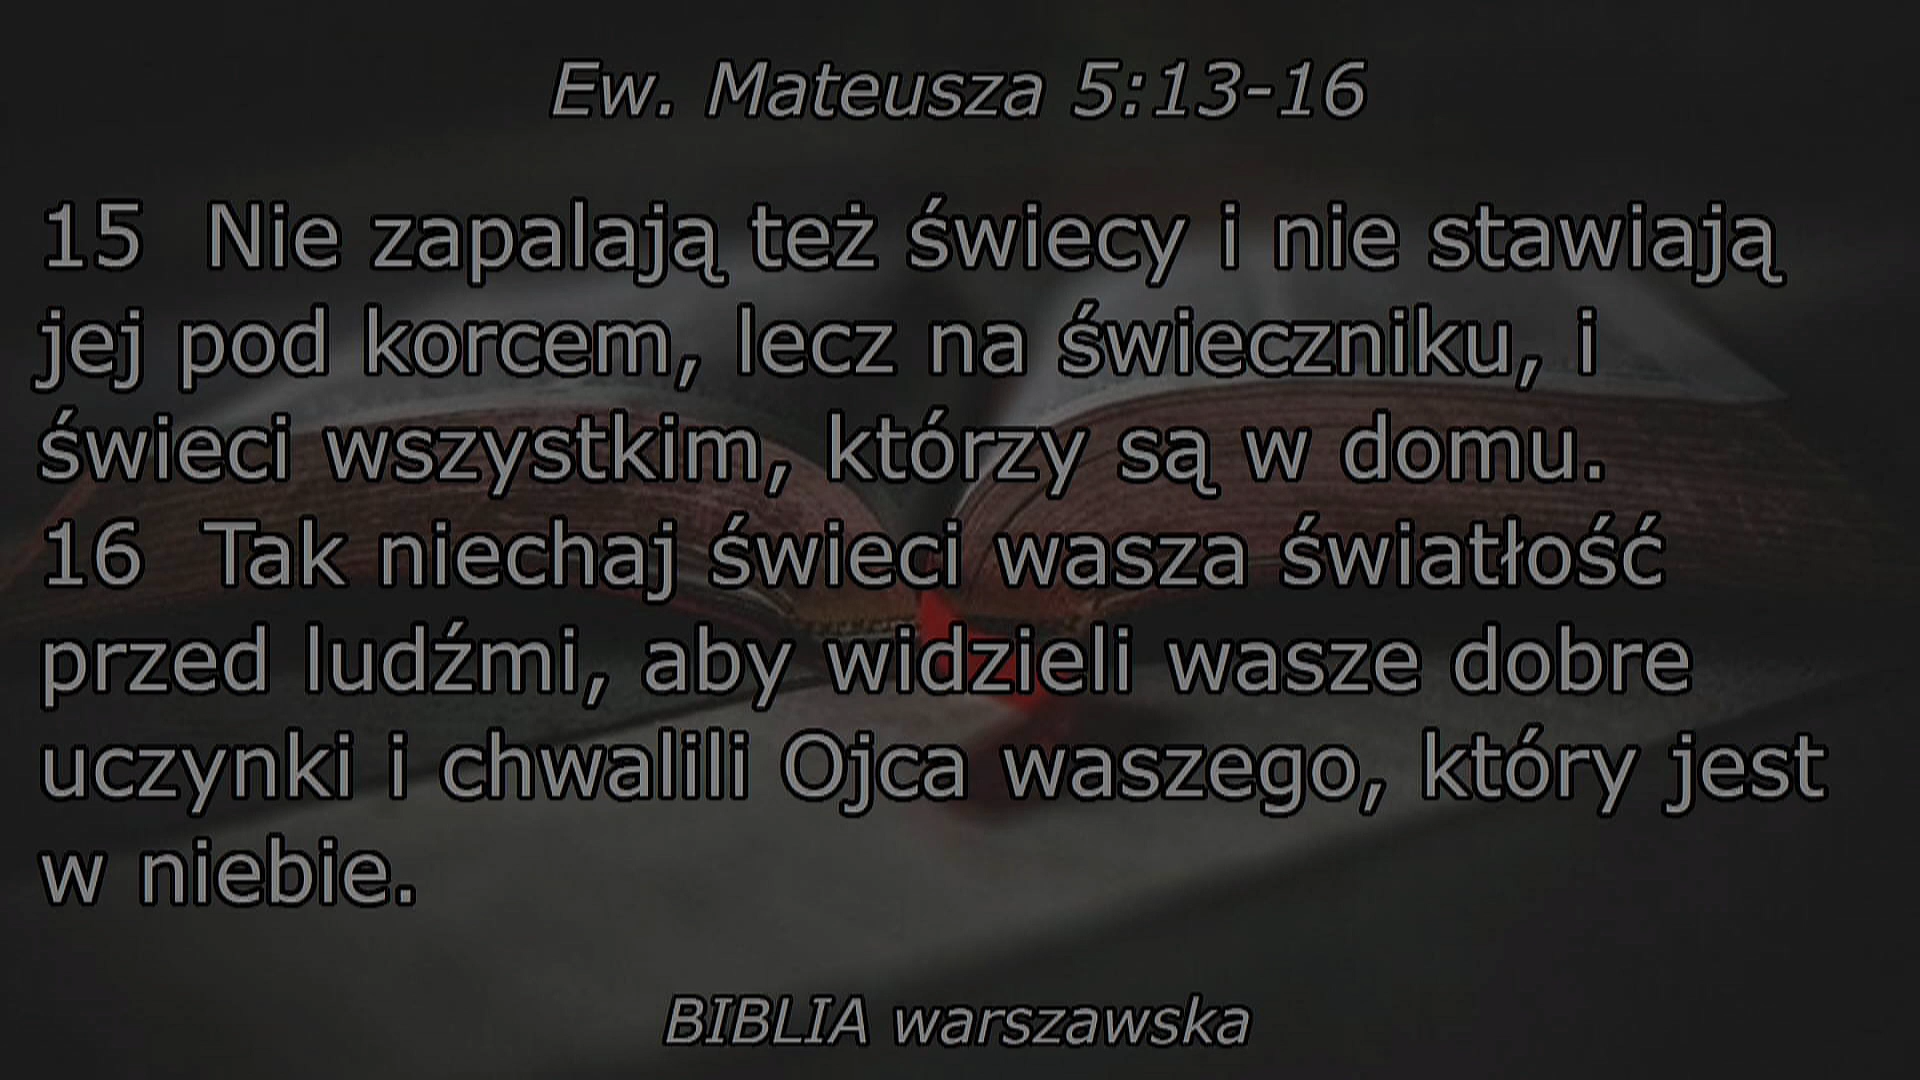 Ew. Mateusza 5:13-16
15 Nie zapalają też świecy i nie stawiają
jej pod korcem, lecz na świeczniku, i
świeci wszystkim, którzy są w domu.
16 Tak niechaj świeci wasza światłość
przed ludźmi, aby widzieli wasze dobre
uczynki i chwalili Ojca waszego, który jest
w niebie.
BIBLIA warszawska